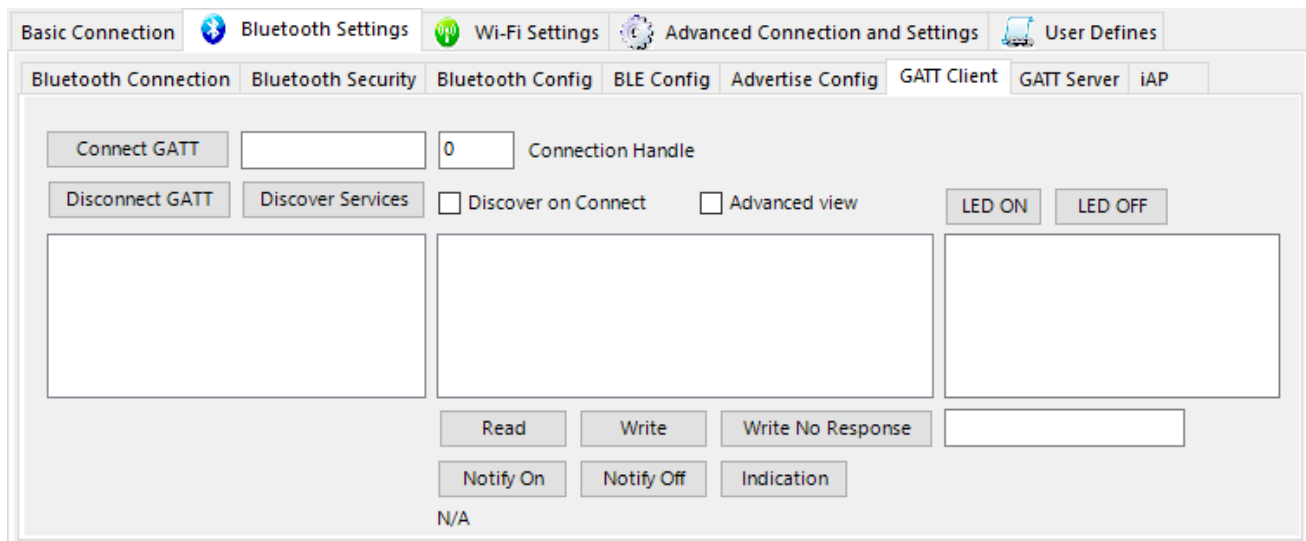 Basic Connection Bluetooth Settings Wi-Fi Settings Advanced Connection and Settings User Defines
Bluetooth Connection Bluetooth Security Bluetooth Config BLE Config Advertise Config GATT Client GATT Server iAP
Connect GATT 0 Connection Handle
Disconnect GATT Discover Services Discover on Connect Advanced view LED ON LED OFF
Read Write Write No Response
Notify On Notify Off Indication
N/A